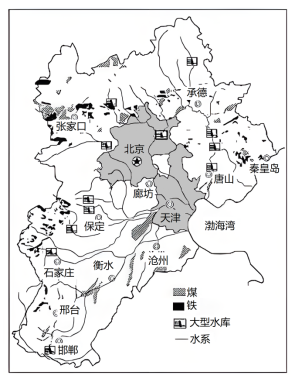 承德
张家口
北京
秦皇岛
唐山
廊坊
天津
渤海湾
保定
沧州
衡水
石家庄
邢台
邯郸
煤
铁
大型水库
水系